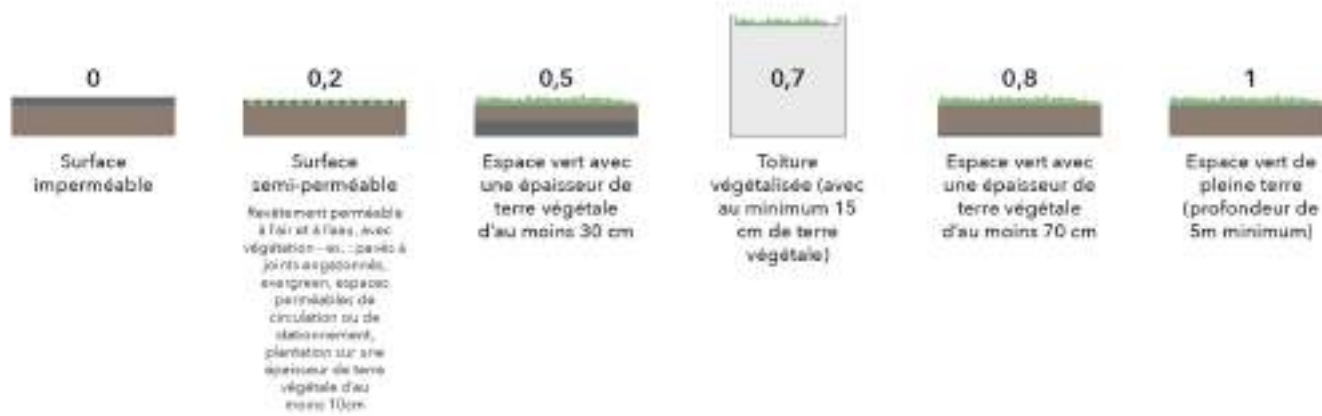 0
Surface
imperméable
0,2
Surface
semi-perméable
Revêtement perméable
à l'air et à l'eau, avec
végétation - ex. : pavés à
joints engazonnés,
evergreen, espaces
perméables de
circulation ou de
stationnement,
plantation sur une
épaisseur de terre
végétale d'au
moins 10cm
0,5
Espace vert avec
une épaisseur de
terre végétale
d'au moins 30 cm
0,7
Toiture
végétalisée (avec
au minimum 15
cm de terre
végétale)
0,8
Espace vert avec
une épaisseur de
terre végétale
d'au moins 70 cm
1
Espace vert de
pleine terre
(profondeur de
5m minimum)